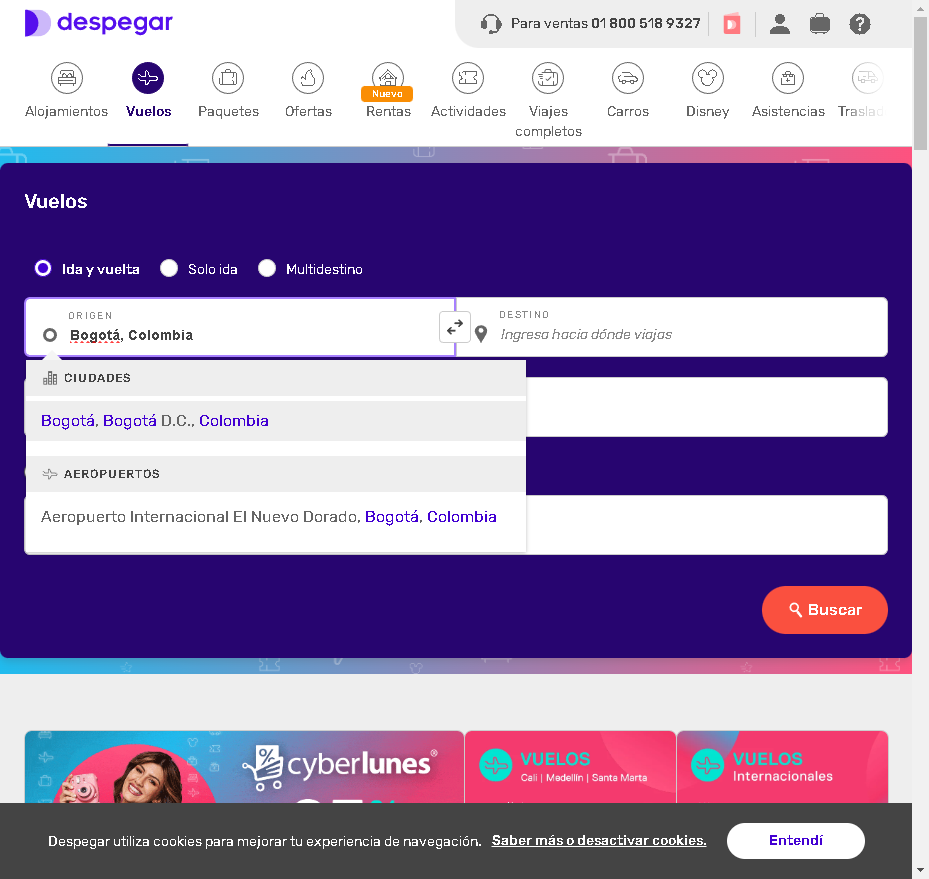 despegar
Para ventas 01 800 518 9327
Alojamientos
Vuelos
Paquetes
Ofertas
Nuevo
Rentas
Actividades
Viajes
completos
Carros
Disney
Asistencias
Traslad
Vuelos
Ida y vuelta
Solo ida
Multidestino
ORIGEN
Bogotá, Colombia
DESTINO
Ingresa hacia dónde viajas
CIUDADES
Bogotá, Bogotá D.C., Colombia
AEROPUERTOS
Aeropuerto Internacional El Nuevo Dorado, Bogotá, Colombia
Buscar
cyberlunes®
VUELOS
Cali | Medellín | Santa Marta
VUELOS
Internacionales
Despegar utiliza cookies para mejorar tu experiencia de navegación. Saber más o desactivar cookies.
Entendí